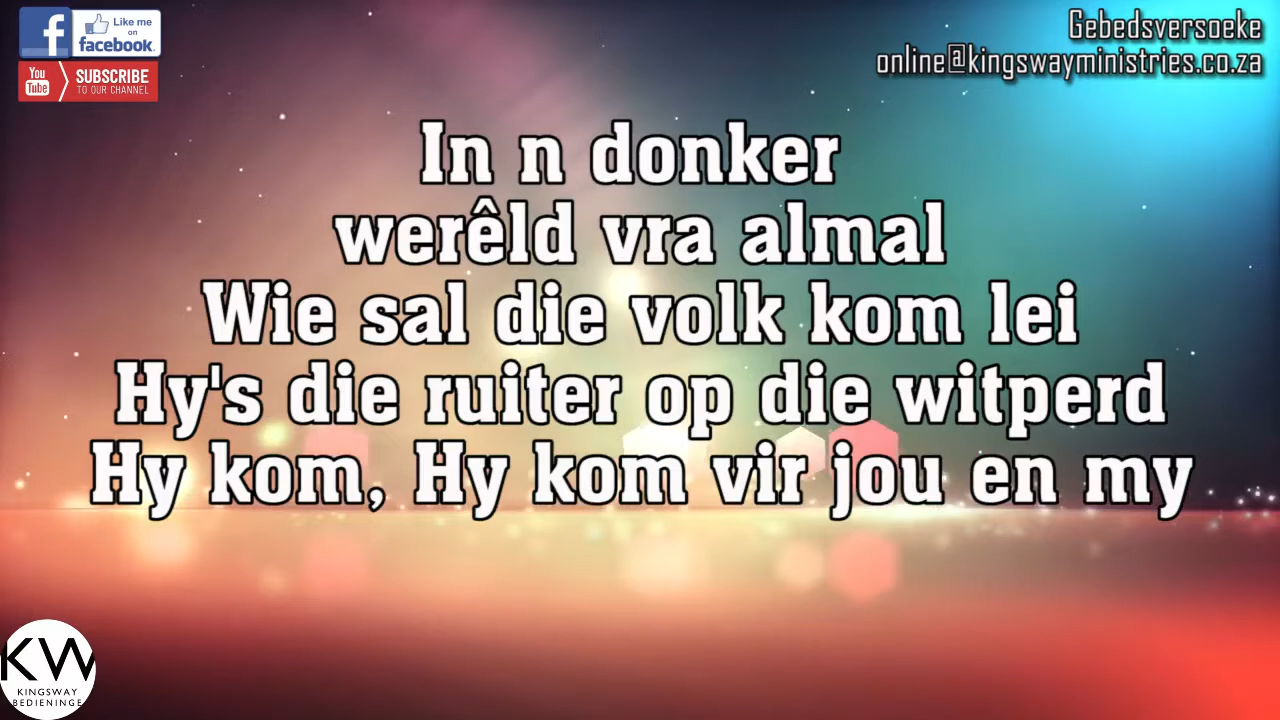 Like me
on
facebook.
You
Tube
SUBSCRIBE
TO OUR CHANNEL
Gebedsversoeke
online@kingswayministries.co.za
In n donker
werêld vra almal
Wie sal die volk kom lei
Hy's die ruiter op die witperd
Hy kom, Hy kom vir jou en my
KW
KINGSWAY
BEDIENINGE